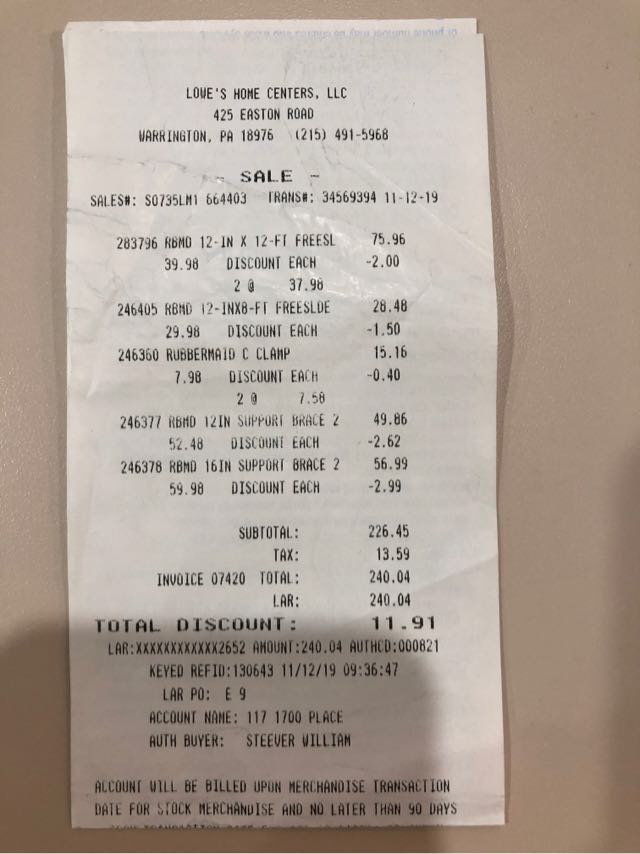 LOWE'S HOME CENTERS, LLC
425 EASTON ROAD
WARRINGTON, PA 18976 (215) 491-5968
- SALE -
SALES#: S0735LM1 664403 TRANS#: 34569394 11-12-19
283796 RBMD 12-IN X 12-FT FREESL 75.96
39.98 DISCOUNT EACH -2.00
2 @ 37.98
246405 RBMD 12-INX8-FT FREESLDE 28.48
29.98 DISCOUNT EACH -1.50
246360 RUBBERMAID C CLAMP 15.16
7.98 DISCOUNT EACH -0.40
2 @ 7.58
246377 RBMD 12IN SUPPORT BRACE 2 49.86
52.48 DISCOUNT EACH -2.62
246378 RBMD 16IN SUPPORT BRACE 2 56.99
59.98 DISCOUNT EACH -2.99
SUBTOTAL: 226.45
TAX: 13.59
INVOICE 07420 TOTAL: 240.04
LAR: 240.04
TOTAL DISCOUNT: 11.91
LAR:XXXXXXXXXXXX2652 AMOUNT:240.04 AUTHCD:000821
KEYED REFID:130643 11/12/19 09:36:47
LAR PO: E 9
ACCOUNT NAME: 117 1700 PLACE
AUTH BUYER: STEEVER WILLIAM
ACCOUNT WILL BE BILLED UPON MERCHANDISE TRANSACTION
DATE FOR STOCK MERCHANDISE AND NO LATER THAN 90 DAYS